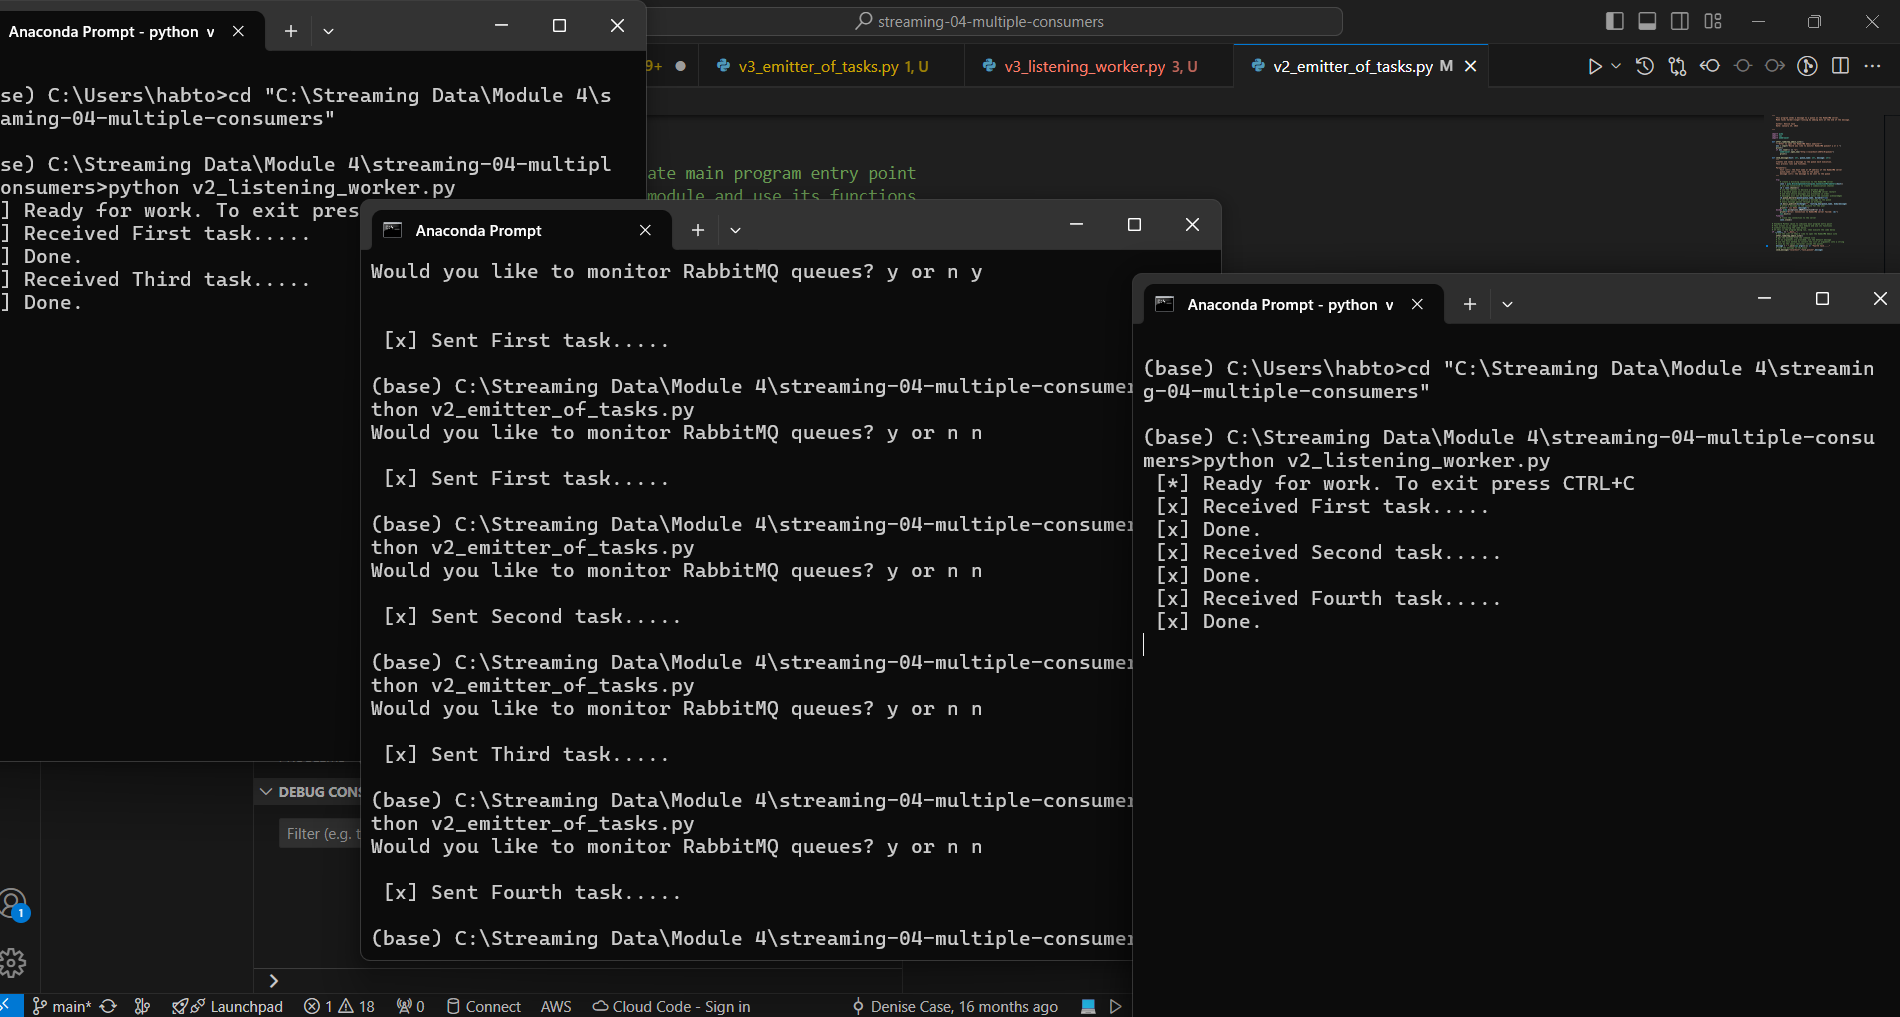 Anaconda Prompt - python v
streaming-04-multiple-consumers
9+
v3_emitter_of_tasks.py 1, U
v3_listening_worker.py 3, U
v2_emitter_of_tasks.py M
se) C:\Users\habto>cd "C:\Streaming Data\Module 4\s
aming-04-multiple-consumers"
se) C:\Streaming Data\Module 4\streaming-04-multipl
onsumers>python v2_listening_worker.py
] Ready for work. To exit pres
] Received First task.....
] Done.
] Received Third task.....
] Done.
ate main program entry point
module and use its functions
Anaconda Prompt
Would you like to monitor RabbitMQ queues? y or n y
[x] Sent First task.....
(base) C:\Streaming Data\Module 4\streaming-04-multiple-consumer
thon v2_emitter_of_tasks.py
Would you like to monitor RabbitMQ queues? y or n n
[x] Sent First task.....
(base) C:\Streaming Data\Module 4\streaming-04-multiple-consumer
thon v2_emitter_of_tasks.py
Would you like to monitor RabbitMQ queues? y or n n
[x] Sent Second task.....
(base) C:\Streaming Data\Module 4\streaming-04-multiple-consumer
thon v2_emitter_of_tasks.py
Would you like to monitor RabbitMQ queues? y or n n
[x] Sent Third task.....
(base) C:\Streaming Data\Module 4\streaming-04-multiple-consumer
thon v2_emitter_of_tasks.py
Would you like to monitor RabbitMQ queues? y or n n
[x] Sent Fourth task.....
(base) C:\Streaming Data\Module 4\streaming-04-multiple-consumer
Anaconda Prompt - python v
(base) C:\Users\habto>cd "C:\Streaming Data\Module 4\streamin
g-04-multiple-consumers"
(base) C:\Streaming Data\Module 4\streaming-04-multiple-consu
mers>python v2_listening_worker.py
[*] Ready for work. To exit press CTRL+C
[x] Received First task.....
[x] Done.
[x] Received Second task.....
[x] Done.
[x] Received Fourth task.....
[x] Done.
DEBUG CONS
Filter (e.g. t
1
main*
Launchpad
1
18
0
Connect
AWS
Cloud Code - Sign in
Denise Case, 16 months ago